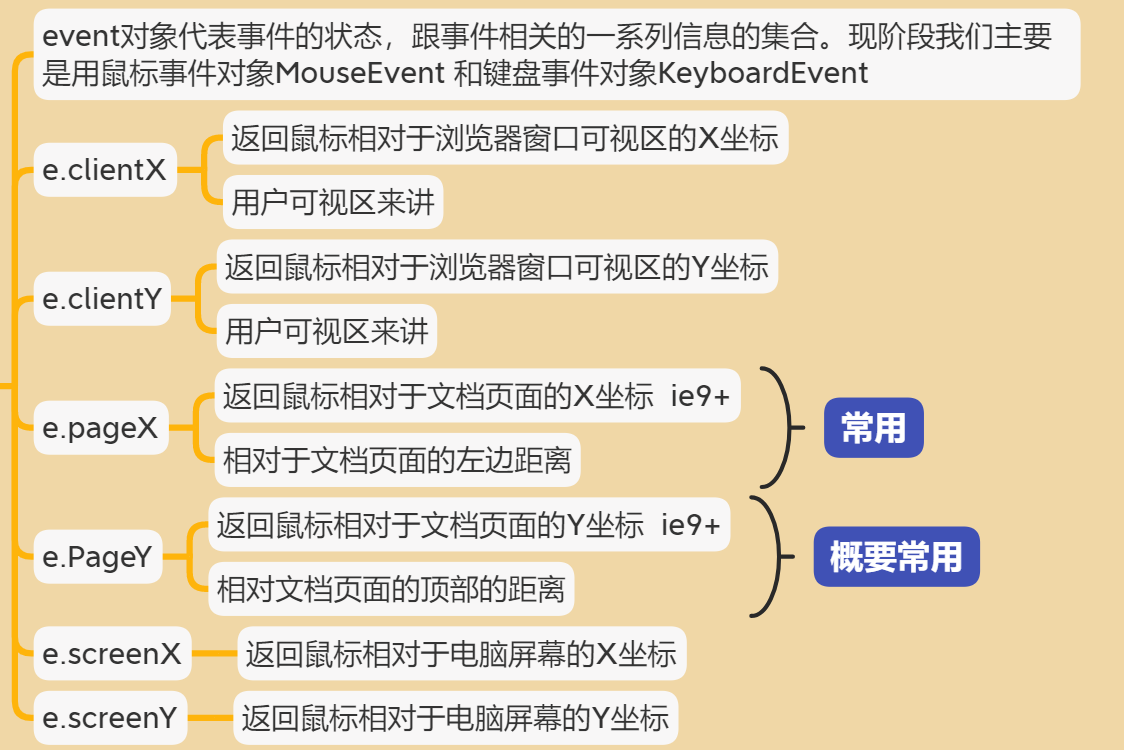 event对象代表事件的状态，跟事件相关的一系列信息的集合。现阶段我们主要
是用鼠标事件对象MouseEvent 和键盘事件对象KeyboardEvent
e.clientX
返回鼠标相对于浏览器窗口可视区的X坐标
用户可视区来讲
e.clientY
返回鼠标相对于浏览器窗口可视区的Y坐标
用户可视区来讲
e.pageX
返回鼠标相对于文档页面的X坐标 ie9+
相对于文档页面的左边距离
常用
e.PageY
返回鼠标相对于文档页面的Y坐标 ie9+
相对文档页面的顶部的距离
概要常用
e.screenX
返回鼠标相对于电脑屏幕的X坐标
e.screenY
返回鼠标相对于电脑屏幕的Y坐标